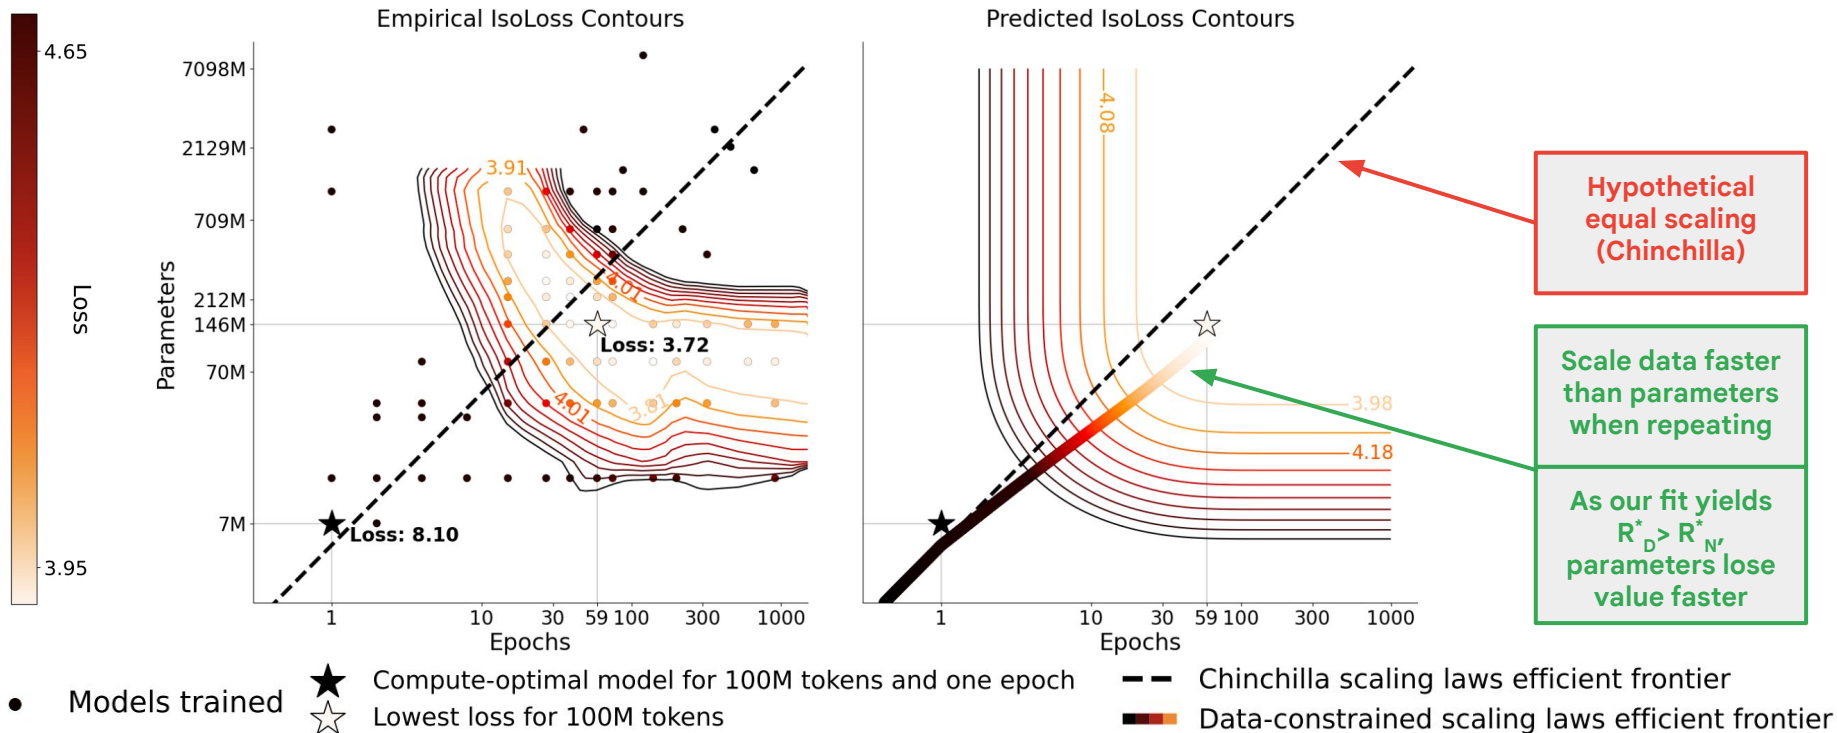 Empirical IsoLoss Contours
Predicted IsoLoss Contours
4.65
3.95
Loss
Parameters
7098M
2129M
709M
212M
146M
70M
7M
3.91
4.01
Loss: 3.72
4.01
3.81
Loss: 8.10
1
10
30
59
100
300
1000
Epochs
4.08
3.98
4.18
1
10
30
59
100
300
1000
Epochs
Hypothetical
equal scaling
(Chinchilla)
Scale data faster
than parameters
when repeating
As our fit yields
R*D > R*N,
parameters lose
value faster
Models trained
Compute-optimal model for 100M tokens and one epoch
Lowest loss for 100M tokens
Chinchilla scaling laws efficient frontier
Data-constrained scaling laws efficient frontier